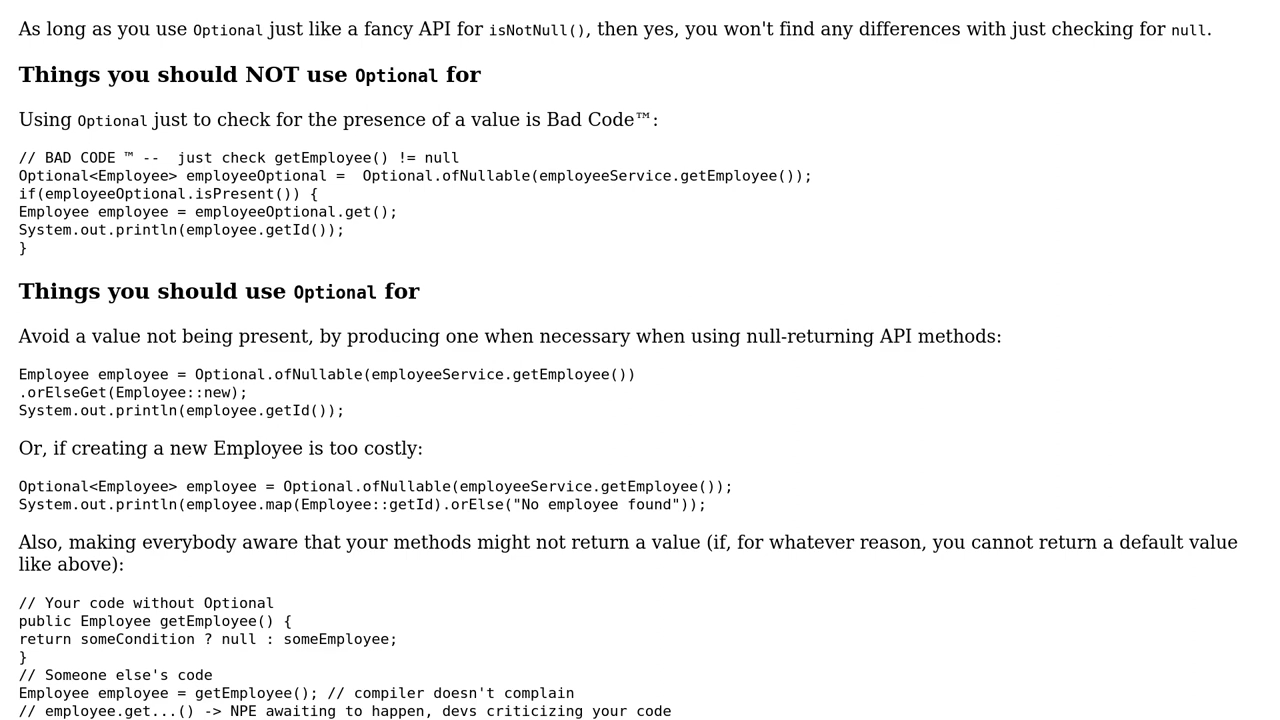 As long as you use Optional just like a fancy API for isNotNull(), then yes, you won't find any differences with just checking for null.
Things you should NOT use Optional for
Using Optional just to check for the presence of a value is Bad Code™:
// BAD CODE ™ --  just check getEmployee() != null
Optional<Employee> employeeOptional =  Optional.ofNullable(employeeService.getEmployee());
if(employeeOptional.isPresent()) {
Employee employee = employeeOptional.get();
System.out.println(employee.getId());
}
Things you should use Optional for
Avoid a value not being present, by producing one when necessary when using null-returning API methods:
Employee employee = Optional.ofNullable(employeeService.getEmployee())
.orElseGet(Employee::new);
System.out.println(employee.getId());
Or, if creating a new Employee is too costly:
Optional<Employee> employee = Optional.ofNullable(employeeService.getEmployee());
System.out.println(employee.map(Employee::getId).orElse("No employee found"));
Also, making everybody aware that your methods might not return a value (if, for whatever reason, you cannot return a default value
like above):
// Your code without Optional
public Employee getEmployee() {
return someCondition ? null : someEmployee;
}
// Someone else's code
Employee employee = getEmployee(); // compiler doesn't complain
// employee.get...() -> NPE awaiting to happen, devs criticizing your code